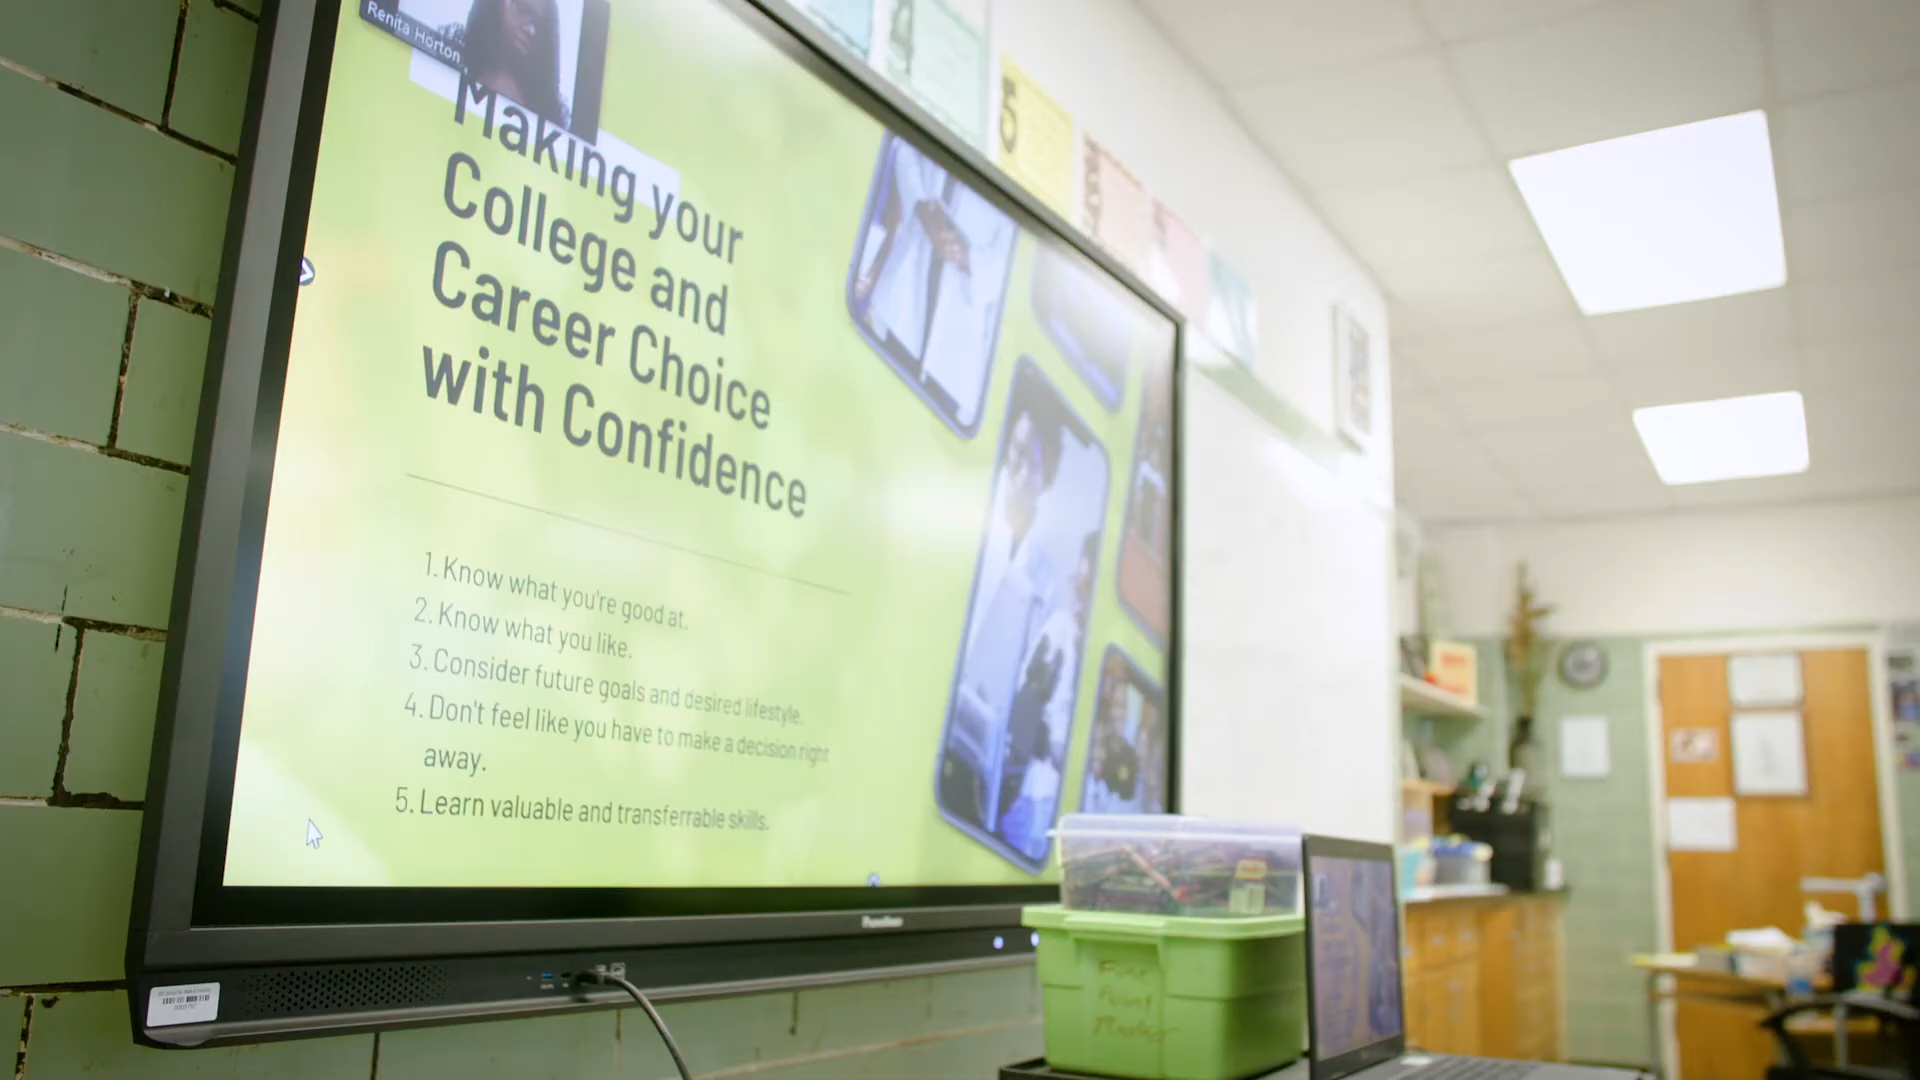 Renita Horton
Making your
College and
Career Choice
with Confidence
1. Know what you're good at.
2. Know what you like.
3. Consider future goals and desired lifestyle.
4. Don't feel like you have to make a decision right
away.
5. Learn valuable and transferrable skills.
4
5
Fine
Point